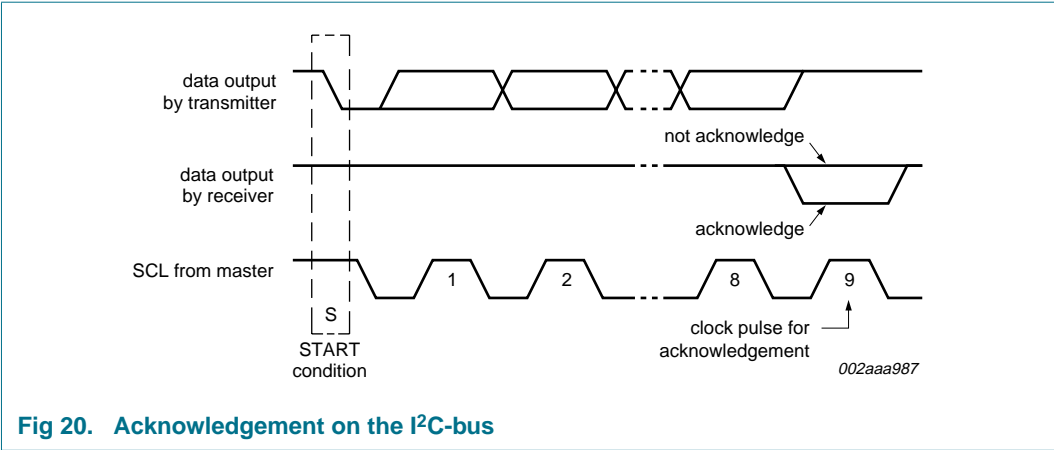 data output
by transmitter
not acknowledge
data output
by receiver
acknowledge
SCL from master
1
2
8
9
S
START
condition
clock pulse for
acknowledgement
002aaa987
Fig 20. Acknowledgement on the I²C-bus